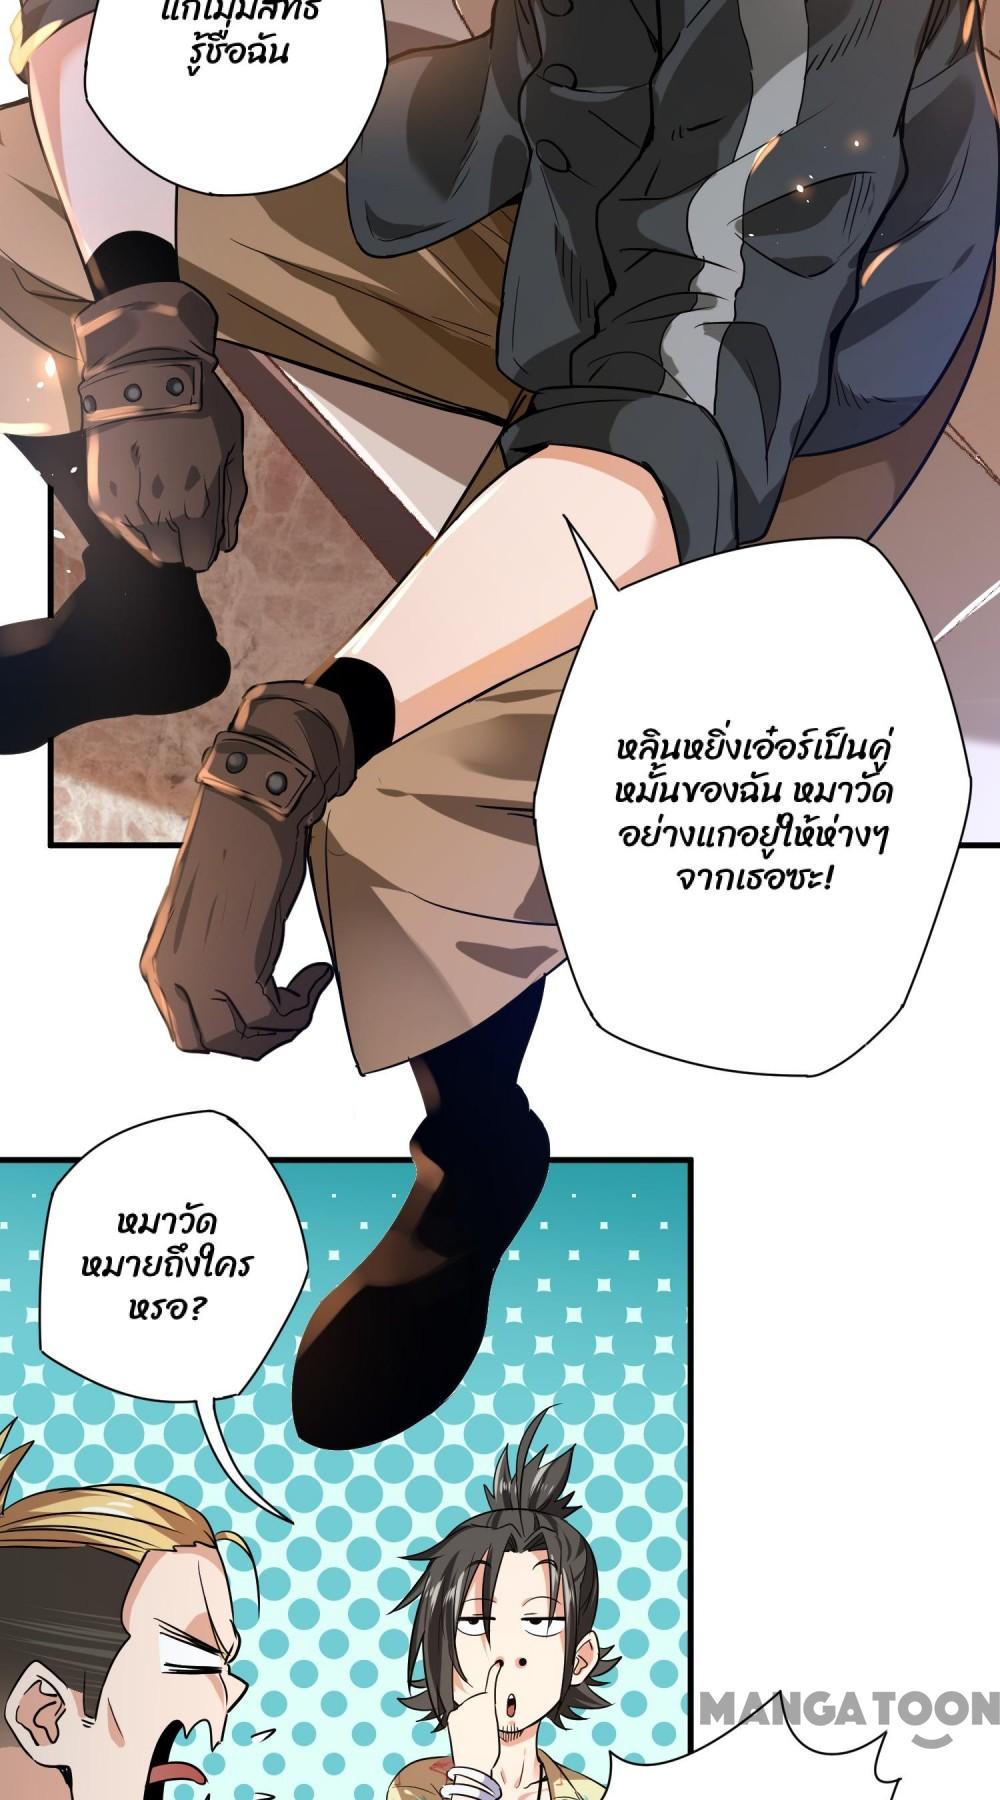 แกไม่มีสิทธิ์
รู้ชื่อฉัน
หลินหยิ่งเอ๋อร์เป็นคู่
หมั้นของฉัน หมาวัด
อย่างแกอยู่ให้ห่างๆ
จากเธอซะ!
หมาวัด
หมายถึงใคร
หรอ?
MANGATOON